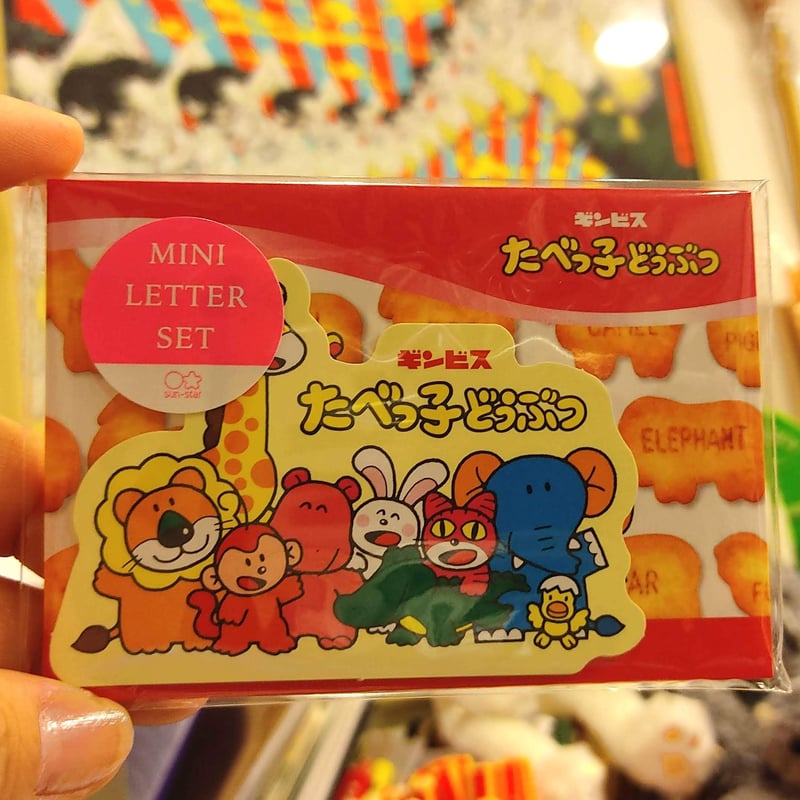 MINI
LETTER
SET
sun-star
ギンビス
たべっ子どうぶつ
ギンビス
たべっ子どうぶつ
CAMEL
PIG
ELEPHANT